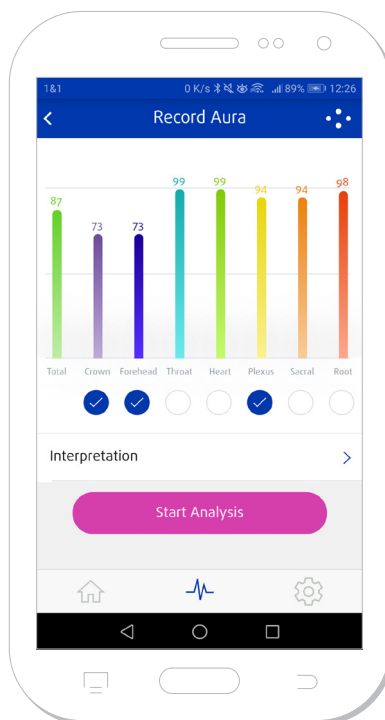 1&1 0 K/s 89% 12:26
Record Aura
99 99 98
94 94
87
73 73
Total Crown Forehead Throat Heart Plexus Sacral Root
Interpretation
Start Analysis